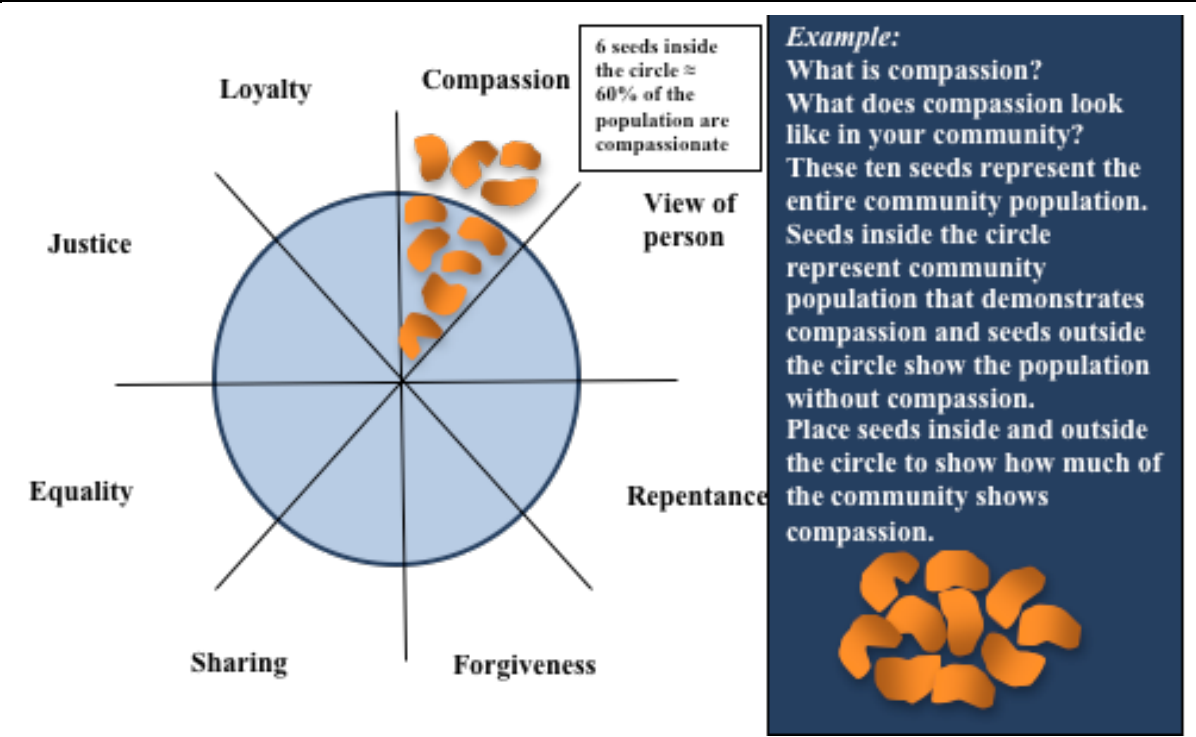 Loyalty
Compassion
6 seeds inside
the circle ≈
60% of the
population are
compassionate
View of
person
Justice
Equality
Repentance
Sharing
Forgiveness
Example:
What is compassion?
What does compassion look
like in your community?
These ten seeds represent the
entire community population.
Seeds inside the circle
represent community
population that demonstrates
compassion and seeds outside
the circle show the population
without compassion.
Place seeds inside and outside
the circle to show how much of
the community shows
compassion.